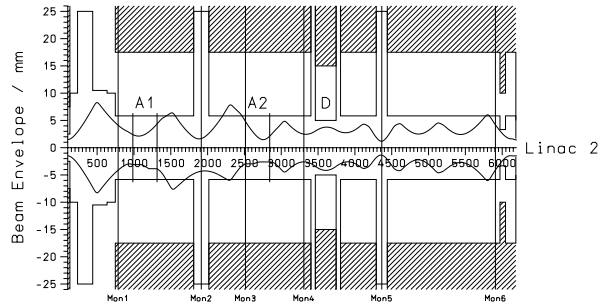 Beam Envelope / mm
25
20
15
10
5
0
-5
-10
-15
-20
-25
A1
A2
D
500 1000 1500 2000 2500 3000 3500 4000 4500 5000 5500 6000
Linac 2
Mon1 Mon2 Mon3 Mon4 Mon5 Mon6